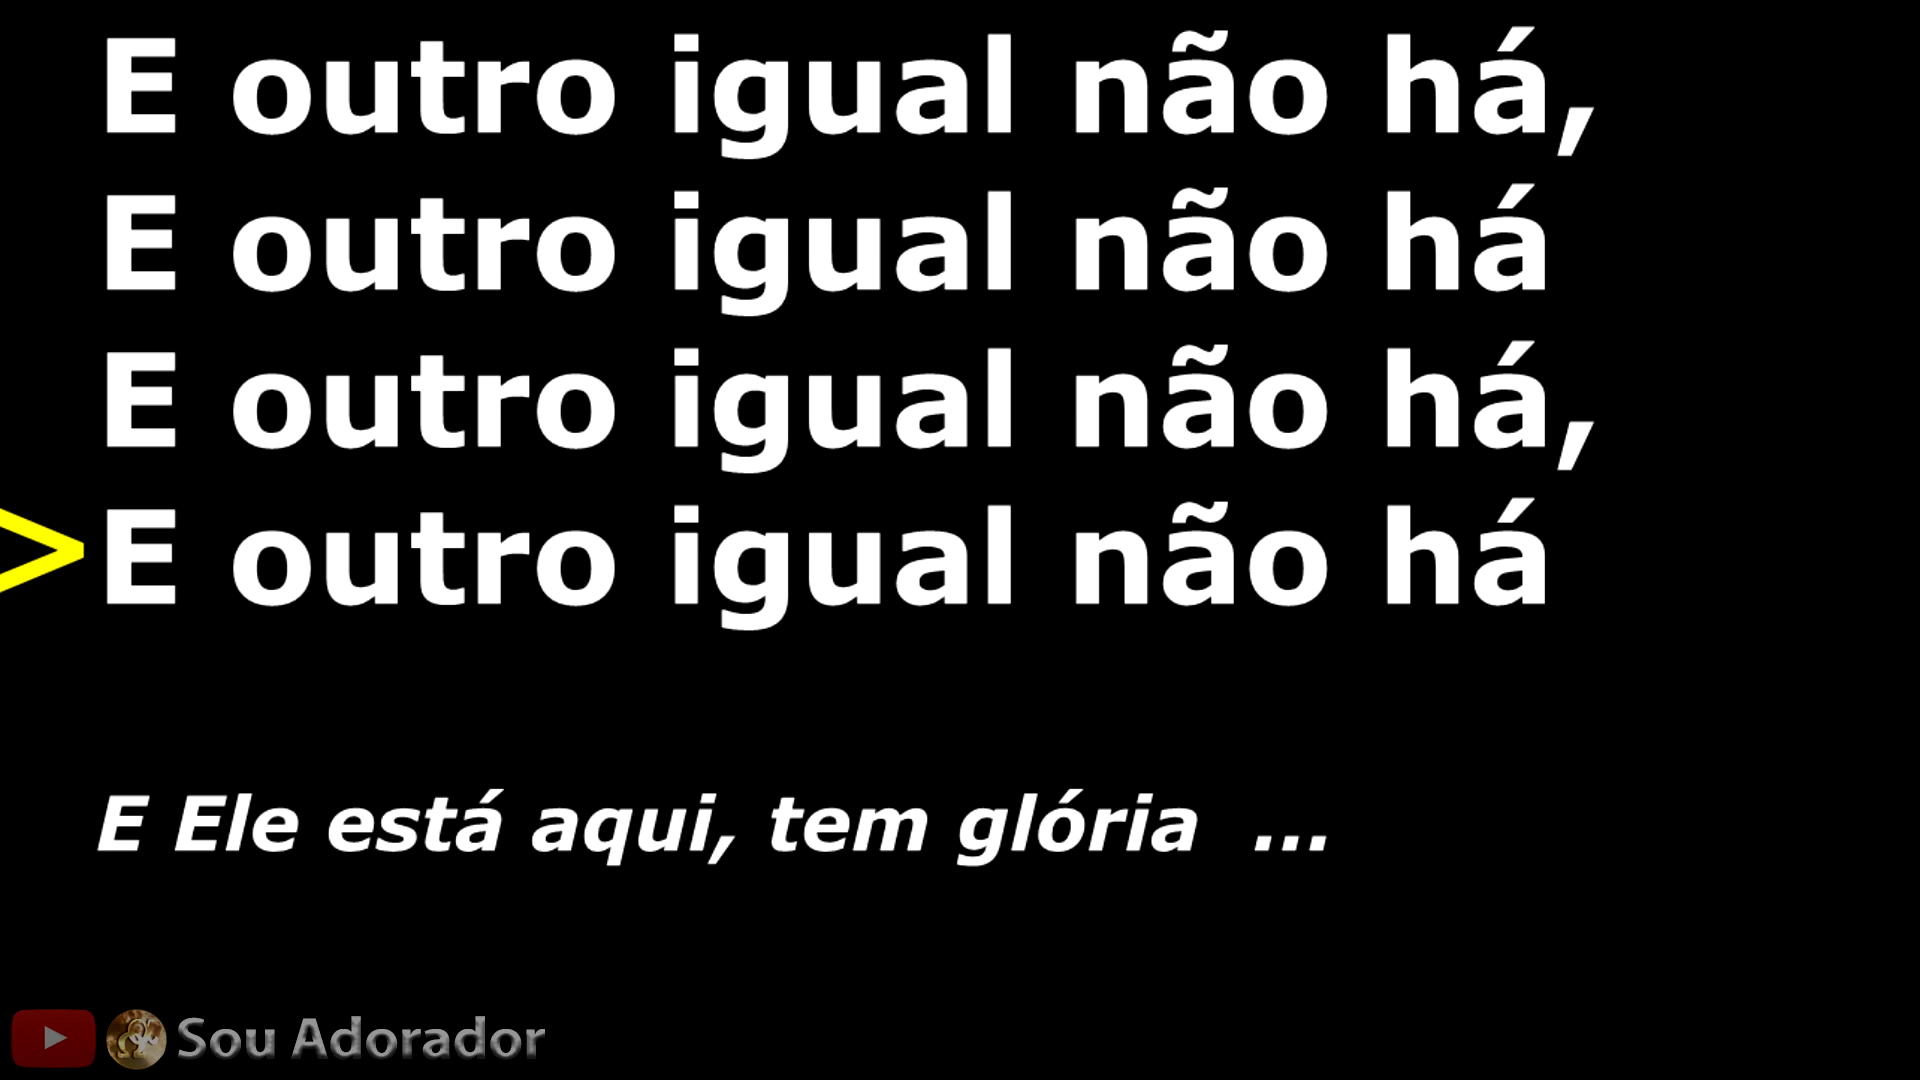 E outro igual não há,
E outro igual não há
E outro igual não há,
>E outro igual não há
E Ele está aqui, tem glória ...
Sou Adorador